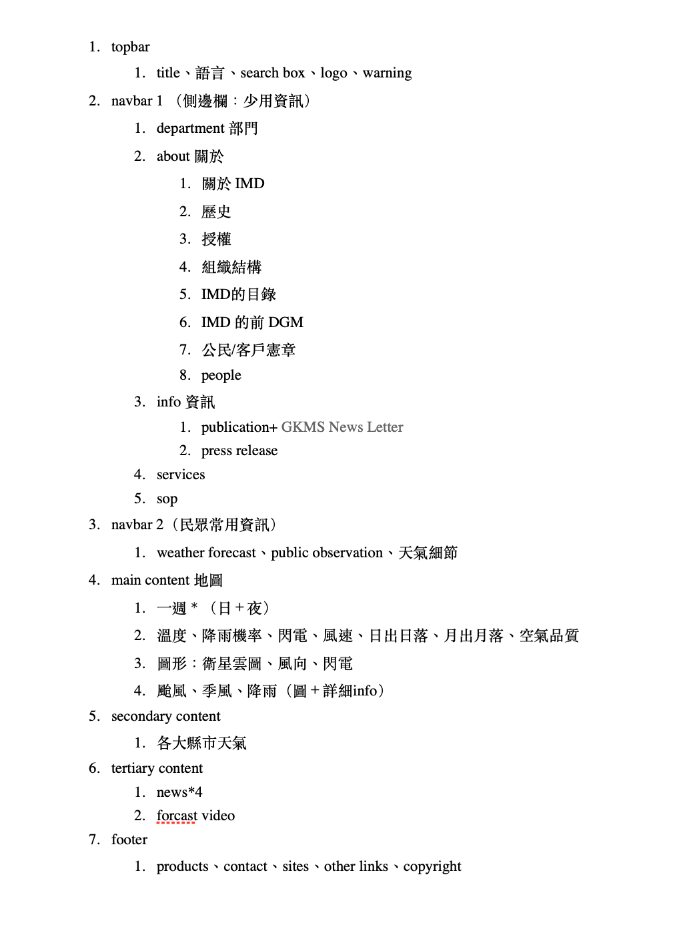 1. topbar
1. title、語言、search box、logo、warning
2. navbar 1 （側邊欄：少用資訊）
1. department 部門
2. about 關於
1. 關於 IMD
2. 歷史
3. 授權
4. 組織結構
5. IMD的目錄
6. IMD 的前 DGM
7. 公民/客戶憲章
8. people
3. info 資訊
1. publication+ GKMS News Letter
2. press release
4. services
5. sop
3. navbar 2（民眾常用資訊）
1. weather forecast、public observation、天氣細節
4. main content 地圖
1. 一週 * （日＋夜）
2. 溫度、降雨機率、閃電、風速、日出日落、月出月落、空氣品質
3. 圖形：衛星雲圖、風向、閃電
4. 颱風、季風、降雨（圖＋詳細info）
5. secondary content
1. 各大縣市天氣
6. tertiary content
1. news*4
2. forcast video
7. footer
1. products、contact、sites、other links、copyright